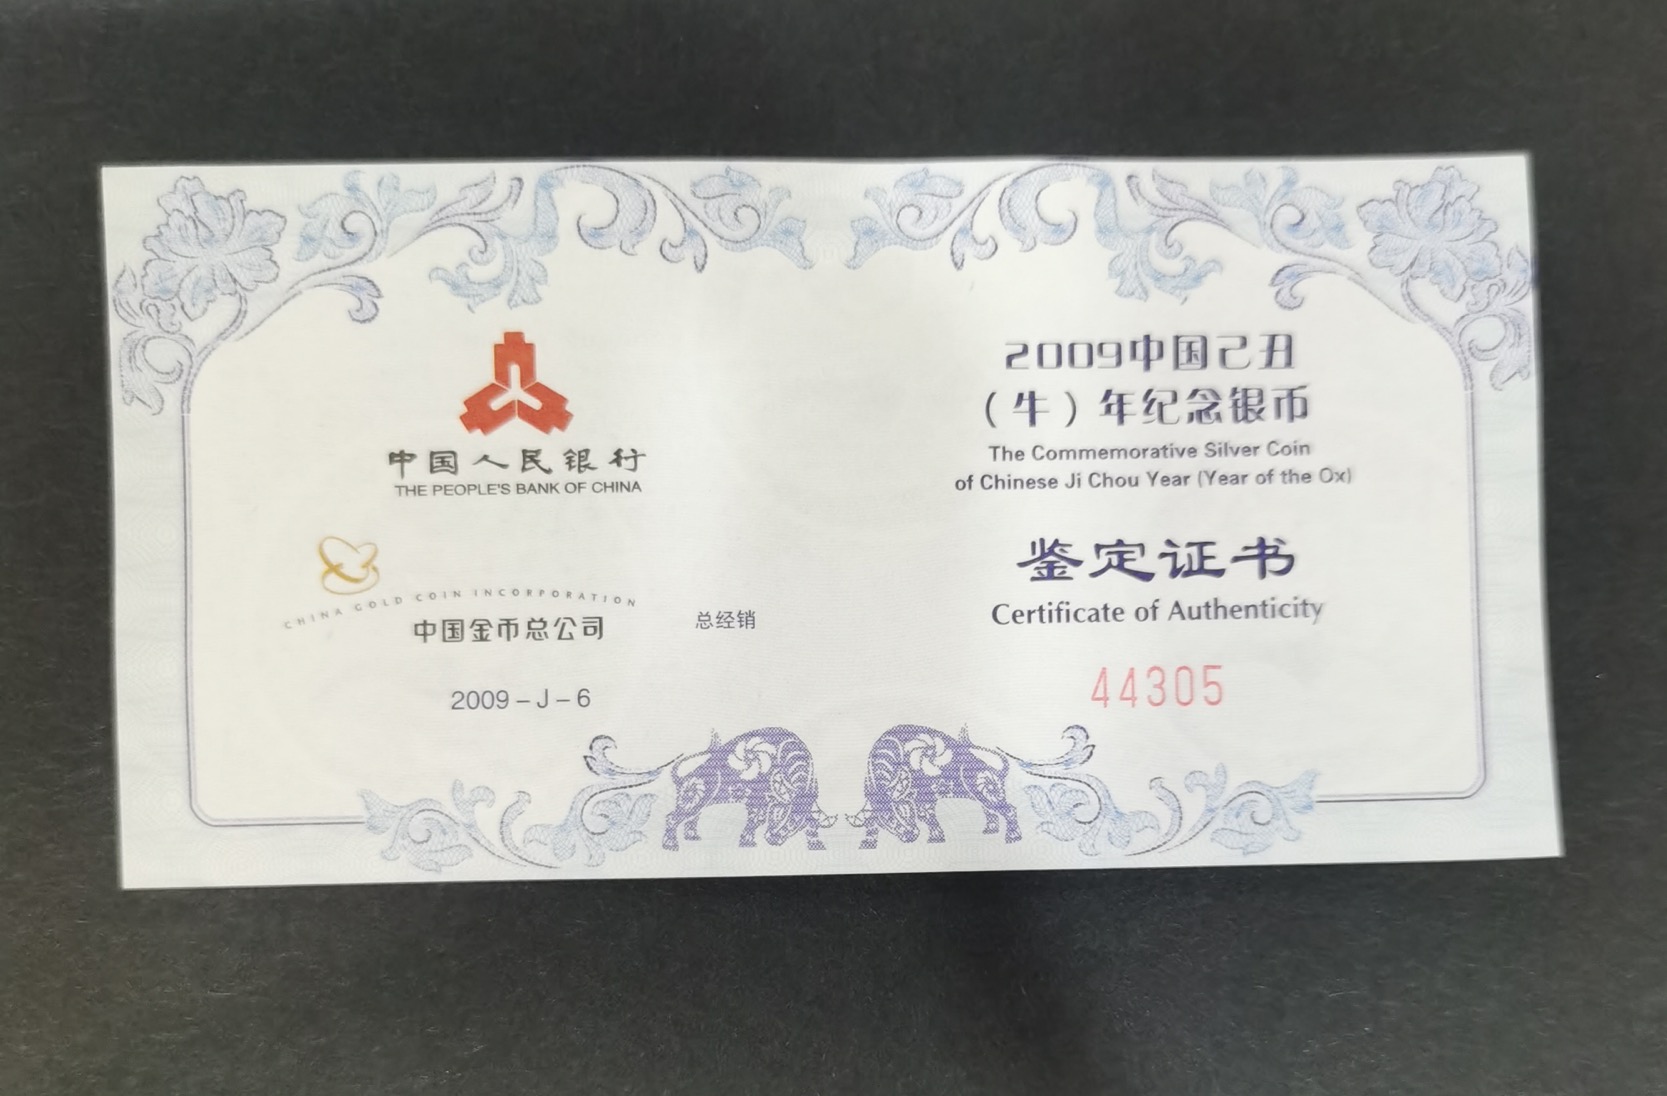 中国人民银行
THE PEOPLE'S BANK OF CHINA
CHINA GOLD COIN INCORPORATION
中国金币总公司
总经销
2009-J-6
2009中国己丑
（牛）年纪念银币
The Commemorative Silver Coin
of Chinese Ji Chou Year (Year of the Ox)
鉴定证书
Certificate of Authenticity
44305